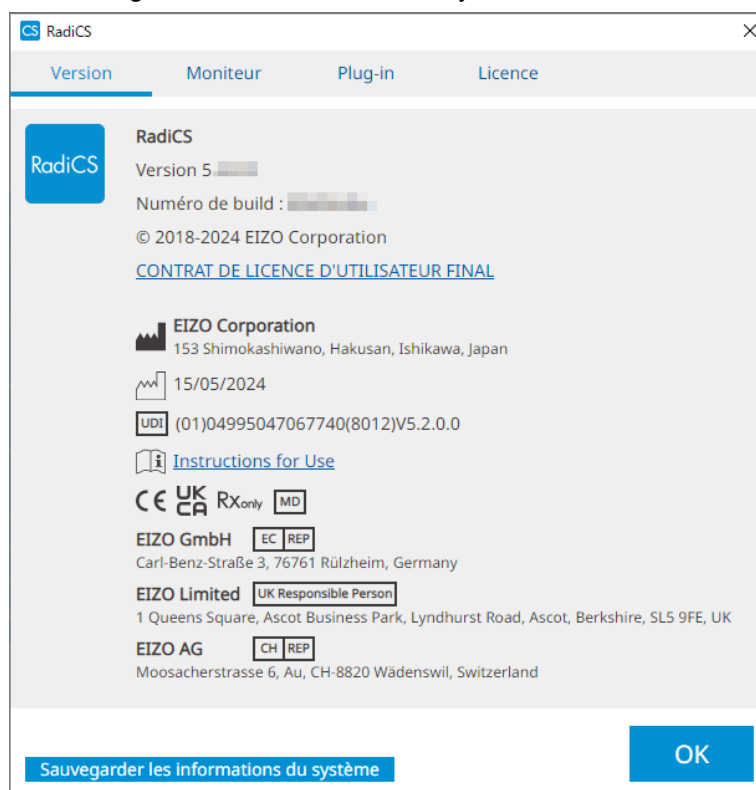 CS RadiCS
Version Moniteur Plug-in Licence
RadiCS
RadiCS
Version 5.
Numéro de build :
© 2018-2024 EIZO Corporation
CONTRAT DE LICENCE D'UTILISATEUR FINAL
EIZO Corporation
153 Shimokashiwano, Hakusan, Ishikawa, Japan
15/05/2024
UDI (01)04995047067740(8012)V5.2.0.0
Instructions for Use
CE UK CA Rx only MD
EIZO GmbH EC REP
Carl-Benz-Straße 3, 76761 Rülzheim, Germany
EIZO Limited UK Responsible Person
1 Queens Square, Ascot Business Park, Lyndhurst Road, Ascot, Berkshire, SL5 9FE, UK
EIZO AG CH REP
Moosacherstrasse 6, Au, CH-8820 Wädenswil, Switzerland
OK
Sauvegarder les informations du système